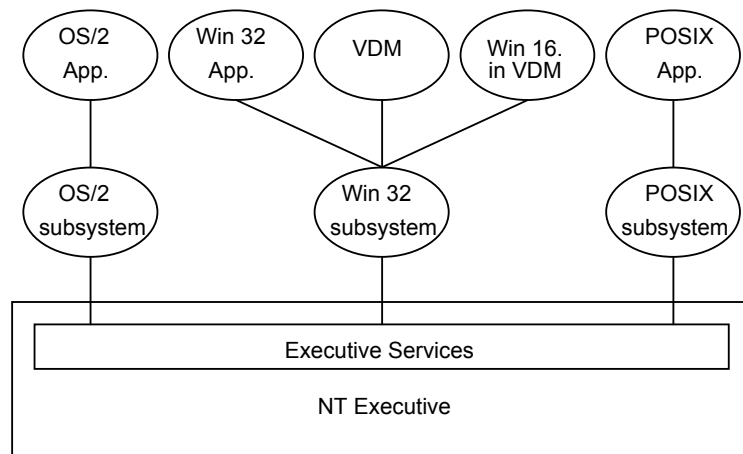 OS/2
App.
Win 32
App.
VDM
Win 16.
in VDM
POSIX
App.
OS/2
subsystem
Win 32
subsystem
POSIX
subsystem
Executive Services
NT Executive